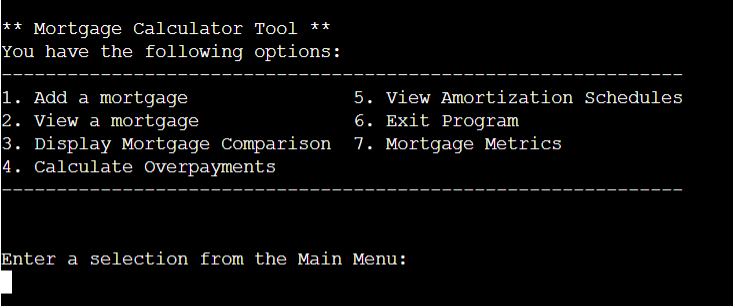 ** Mortgage Calculator Tool **
You have the following options:
--------------------------------------------------------------
1. Add a mortgage               5. View Amortization Schedules
2. View a mortgage              6. Exit Program
3. Display Mortgage Comparison  7. Mortgage Metrics
4. Calculate Overpayments
--------------------------------------------------------------
Enter a selection from the Main Menu: